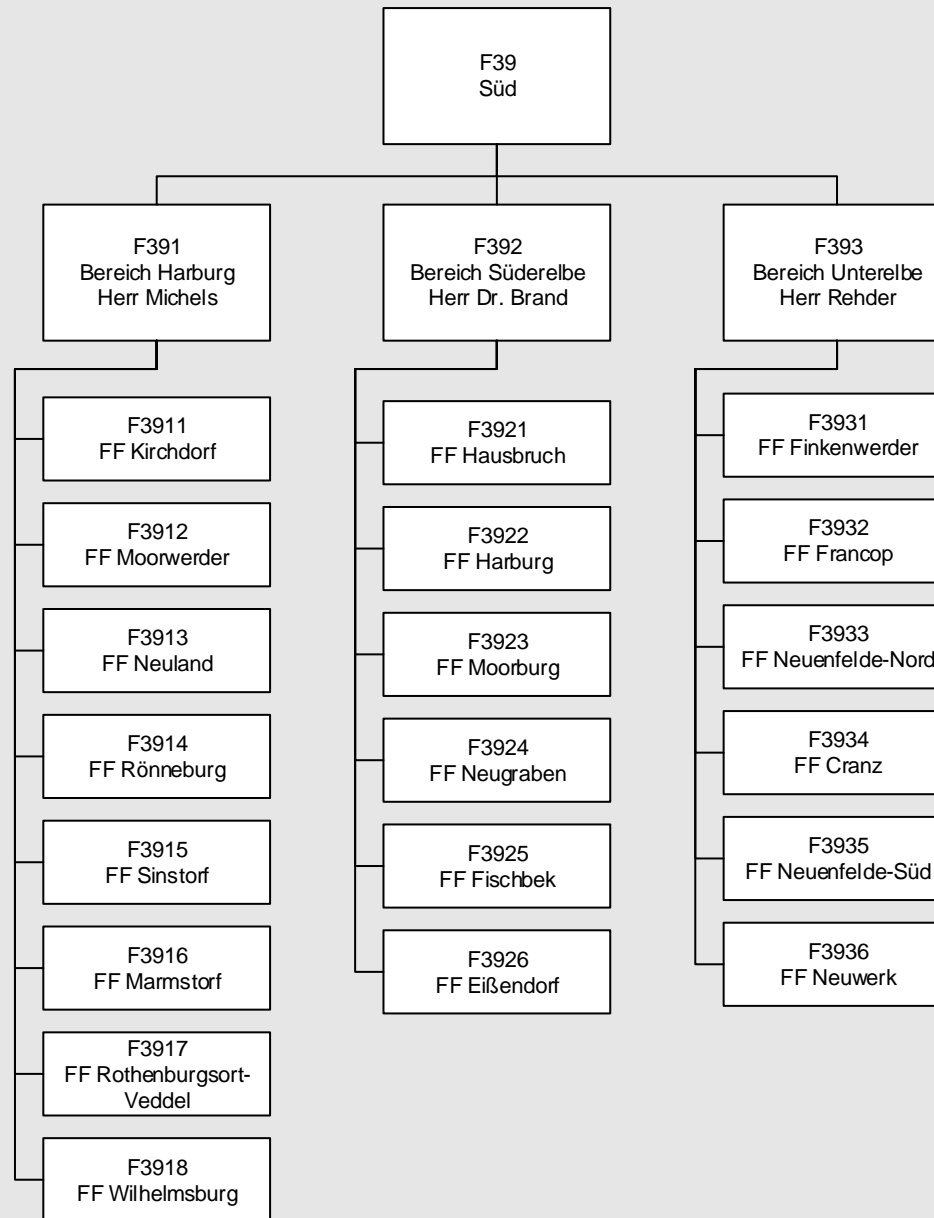 F39
Süd
F391
Bereich Harburg
Herr Michels
F3911
FF Kirchdorf
F3912
FF Moorwerder
F3913
FF Neuland
F3914
FF Rönneburg
F3915
FF Sinstorf
F3916
FF Marmstorf
F3917
FF Rothenburgsort-
Veddel
F3918
FF Wilhelmsburg
F392
Bereich Süderelbe
Herr Dr. Brand
F3921
FF Hausbruch
F3922
FF Harburg
F3923
FF Moorburg
F3924
FF Neugraben
F3925
FF Fischbek
F3926
FF Eißendorf
F393
Bereich Unterelbe
Herr Rehder
F3931
FF Finkenwerder
F3932
FF Francop
F3933
FF Neuenfelde-Nord
F3934
FF Cranz
F3935
FF Neuenfelde-Süd
F3936
FF Neuwerk